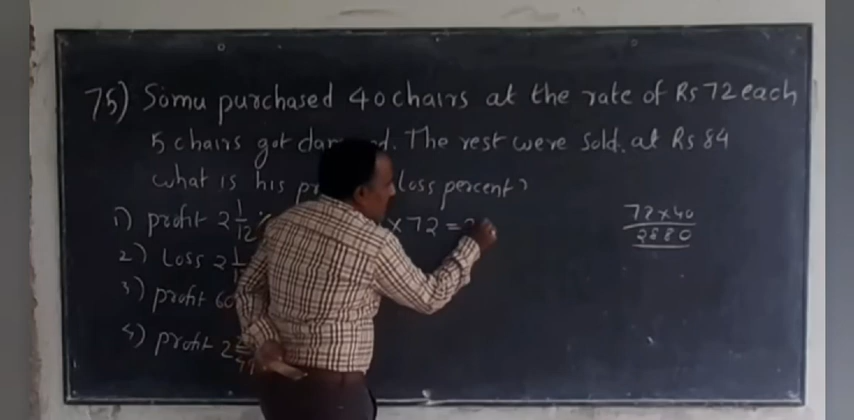 75) Somu purchased 40 chairs at the rate of Rs 72 each
5 chairs got The rest were sold. at Rs 84
what is his loss percent?
1) profit 2 1/12
× 72 =
72×40
2880
2) Loss 2
3) profit 60
4) profit 2